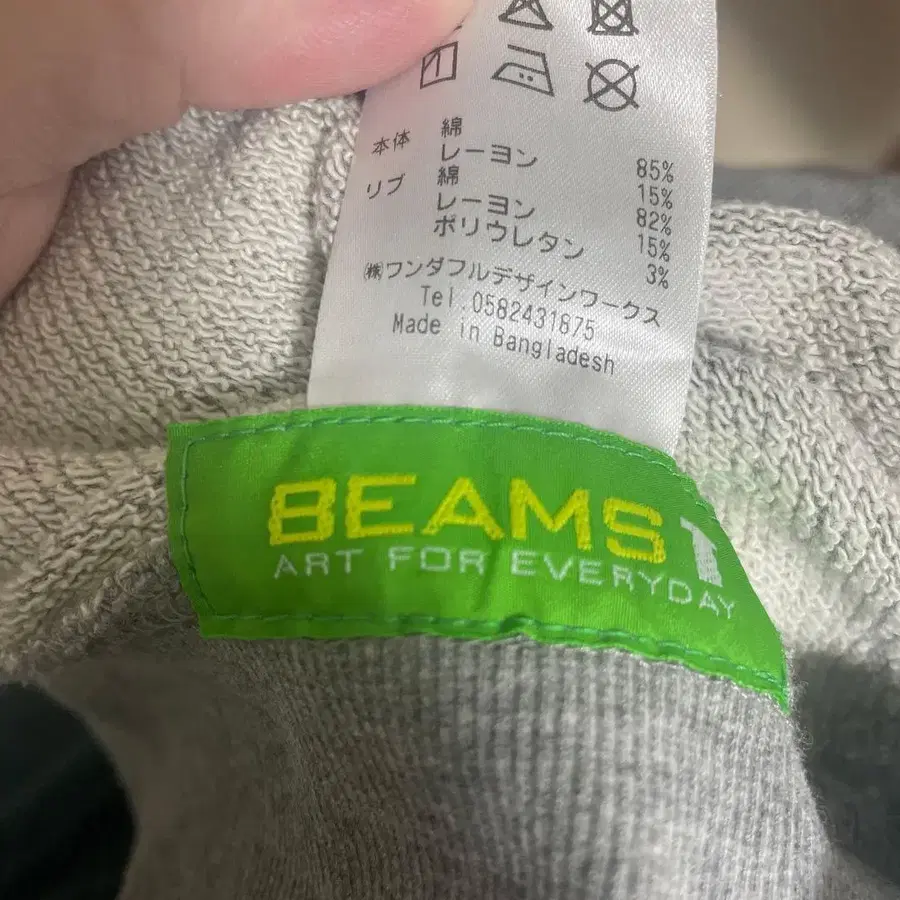 本体 綿 85%
レーヨン 15%
リブ 綿 82%
レーヨン 15%
ポリウレタン 3%
㈱ワンダフルデザインワークス
Tel.0582431875
Made in Bangladesh
BEAMS T
ART FOR EVERYDAY